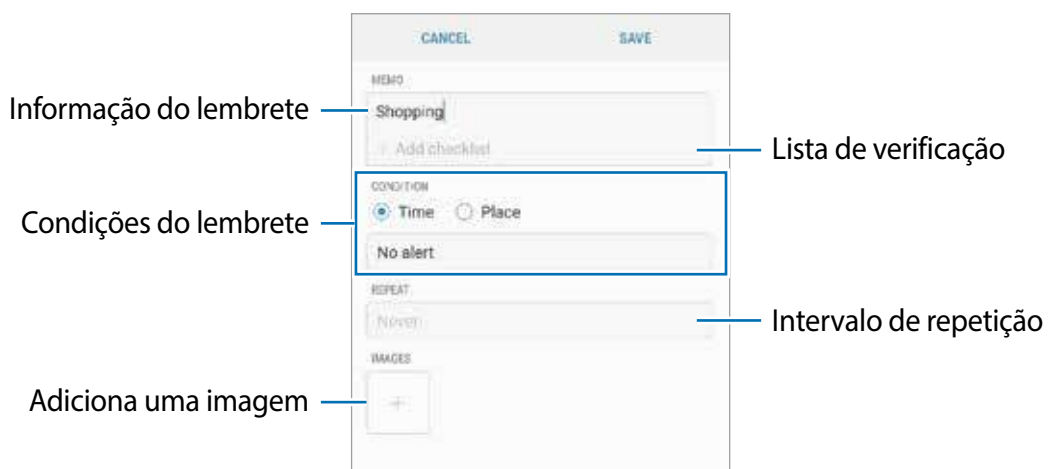 CANCEL SAVE
MEMO
Informação do lembrete
Shopping
+ Add checklist
Lista de verificação
CONDITION
Condições do lembrete
Time Place
No alert
REPEAT
Never
Intervalo de repetição
IMAGES
Adiciona uma imagem
+